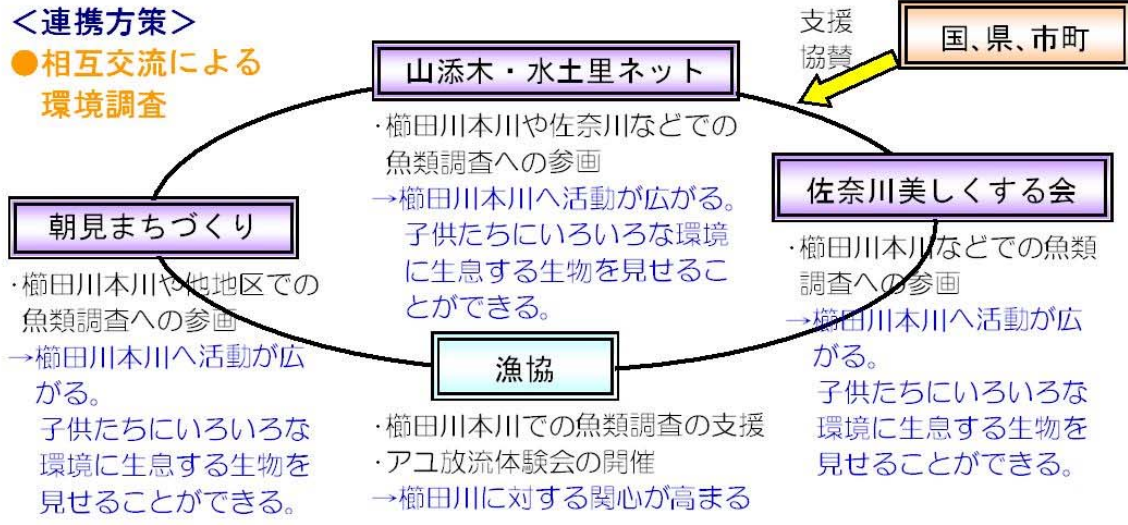 ＜連携方策＞
●相互交流による
環境調査
支援
協賛
国、県、市町
山添木・水土里ネット
・櫛田川本川や佐奈川などでの
魚類調査への参画
→櫛田川本川へ活動が広がる。
子供たちにいろいろな環境
に生息する生物を見せるこ
とができる。
朝見まちづくり
・櫛田川本川や他地区での
魚類調査への参画
→櫛田川本川へ活動が広
がる。
子供たちにいろいろな
環境に生息する生物を
見せることができる。
佐奈川美しくする会
・櫛田川本川などでの魚類
調査への参画
→櫛田川本川へ活動が広
がる。
子供たちにいろいろな
環境に生息する生物を
見せることができる。
漁協
・櫛田川本川での魚類調査の支援
・アユ放流体験会の開催
→櫛田川に対する関心が高まる